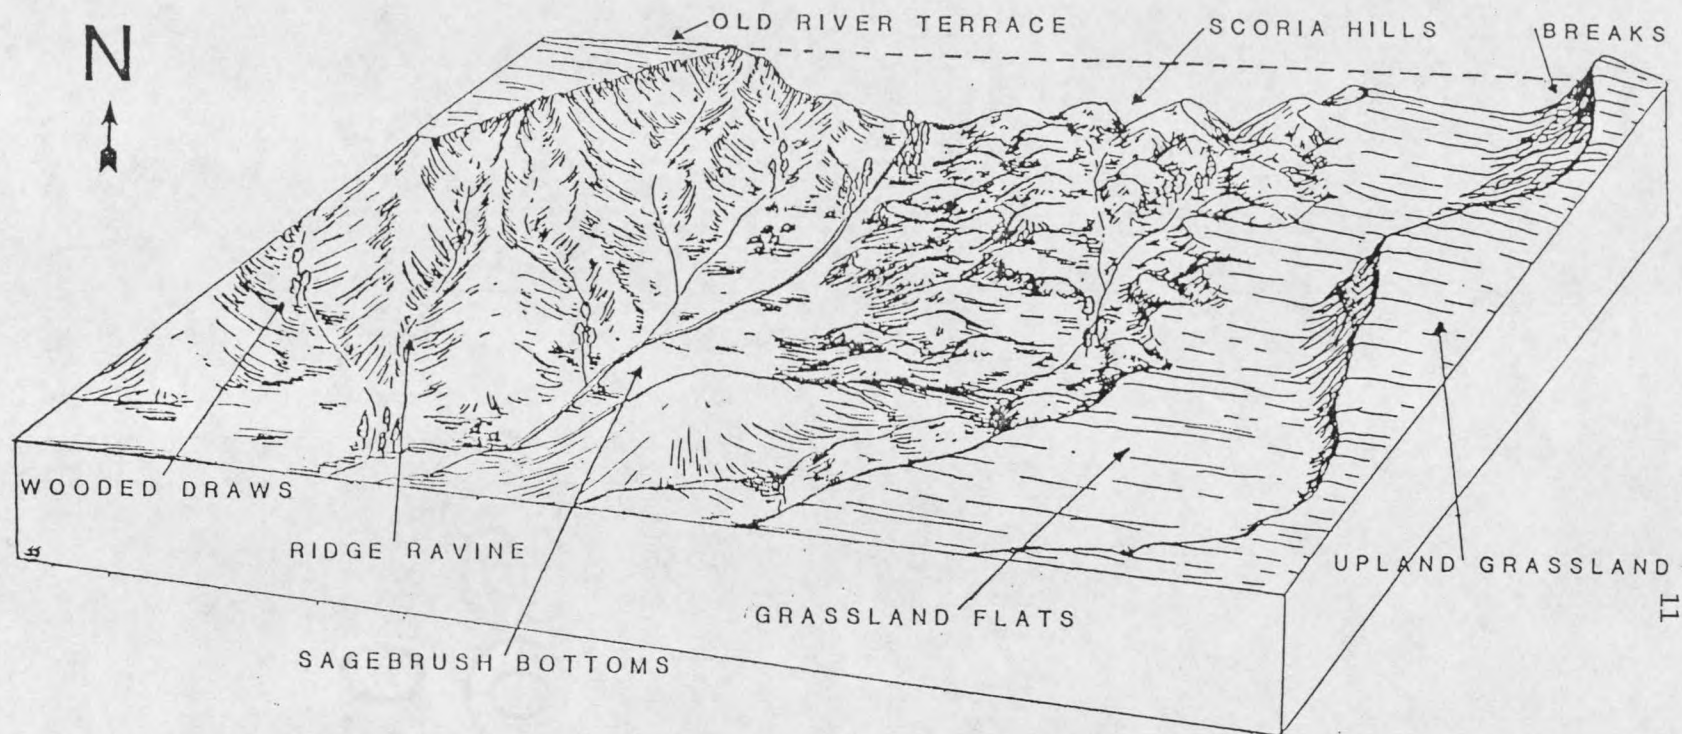 N
OLD RIVER TERRACE
SCORIA HILLS
BREAKS
WOODED DRAWS
RIDGE RAVINE
SAGEBRUSH BOTTOMS
GRASSLAND FLATS
UPLAND GRASSLAND
11